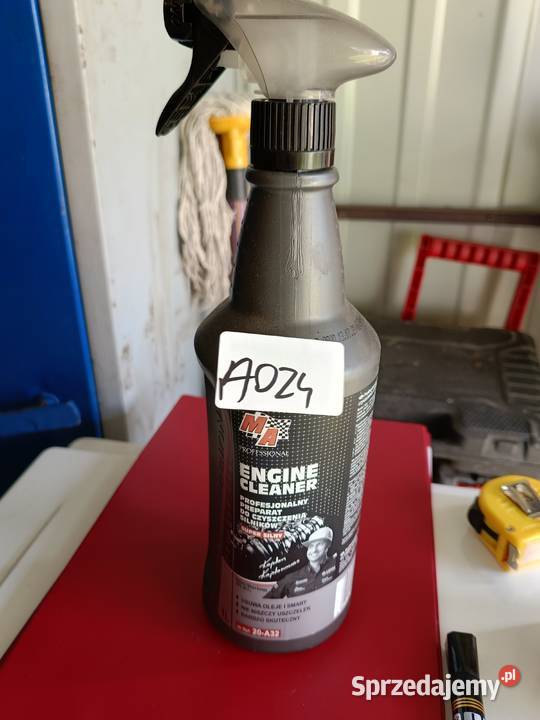 A024
MA
PROFESSIONAL
ENGINE
CLEANER
PROFESJONALNY
PREPARAT
DO CZYSZCZENIA
SILNIKÓW
SUPER SILNY
USUWA OLEJE I SMARY
NIE NISZCZY USZCZELEK
BARDZO SKUTECZNY
20-A32
Sprzedajemy.pl